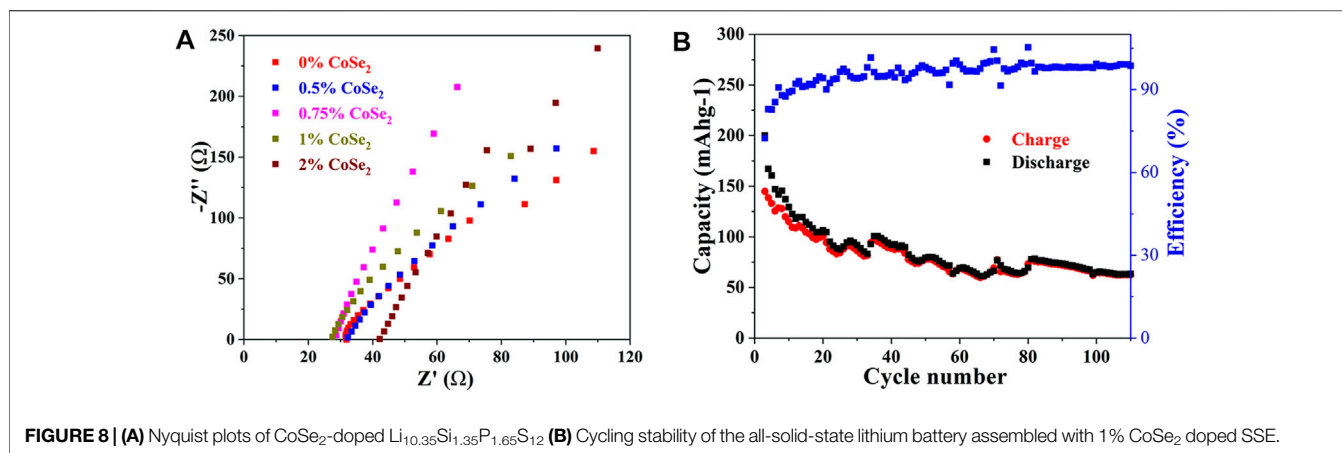 A
250
200
150
100
50
0
-Z'' (Ω)
0% CoSe₂
0.5% CoSe₂
0.75% CoSe₂
1% CoSe₂
2% CoSe₂
0 20 40 60 80 100 120
Z' (Ω)
B
300
250
200
150
100
50
0
Capacity (mAhg-1)
Charge
Discharge
90
60
30
0
Efficiency (%)
0 20 40 60 80 100
Cycle number
FIGURE 8 | (A) Nyquist plots of CoSe₂-doped Li₁₀.₃₅Si₁.₃₅P₁.₆₅S₁₂ (B) Cycling stability of the all-solid-state lithium battery assembled with 1% CoSe₂ doped SSE.